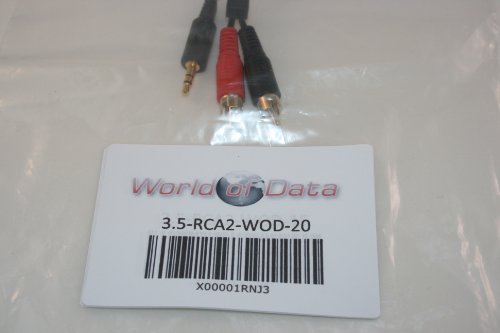 World of Data
3.5-RCA2-WOD-20
X00001RNJ3